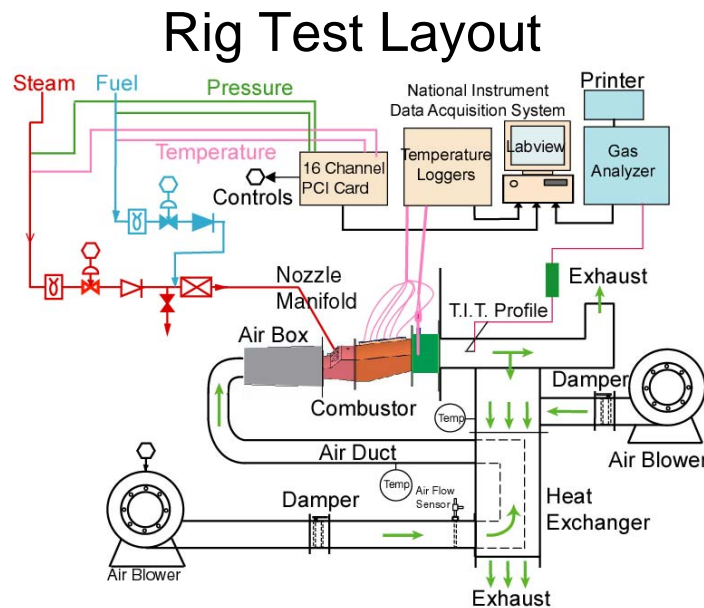 Rig Test Layout
Steam
Fuel
Pressure
National Instrument
Data Acquisition System
Printer
Temperature
16 Channel
PCI Card
Temperature
Loggers
Labview
Gas
Analyzer
Controls
Nozzle
Manifold
Exhaust
T.I.T. Profile
Air Box
Combustor
Damper
Temp
Air Blower
Air Duct
Temp
Air Flow
Sensor
Damper
Heat
Exchanger
Air Blower
Exhaust